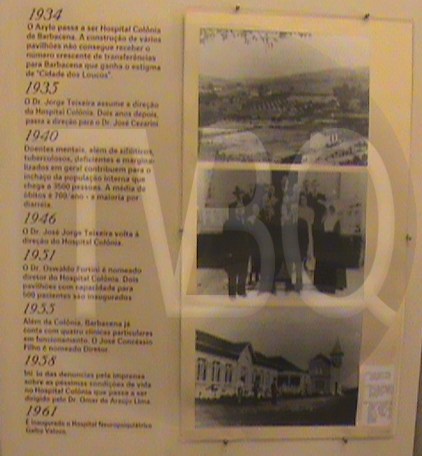 1934
O Asylo passa a ser Hospital Colônia
de Barbacena. A construção de vários
pavilhões não consegue receber o
número crescente de transferências
para Barbacena que ganha o estigma
de "Cidade dos Loucos".
1935
O Dr. Jorge Teixeira assume a direção
do Hospital Colônia. Dois anos depois,
passa a direção para o Dr. José Cezarini
1940
Doentes mentais, além de sifilíticos,
tuberculosos, deficientes e margina-
lizados em geral contribuem para o
inchaço da população interna que
chega a 3500 pessoas. A média de
óbitos é 700/ano - a maioria por
diarréia.
1946
O Dr. José Jorge Teixeira volta à
direção do Hospital Colônia.
1951
O Dr. Oswaldo Fortini é nomeado
diretor do Hospital Colônia. Dois
pavilhões com capacidade para
500 pacientes são inaugurados
1955
Além da Colônia, Barbacena já
conta com quatro clínicas particulares
em funcionamento. O José Concéssio
Filho é nomeado Diretor.
1958
das denúncias pela imprensa
sobre as péssimas condições de vida
no Hospital Colônia que passa a ser
dirigido pelo Dr. Omar de Araújo Lima
1961
É inaugurado o Hospital Neuropsiquiátrico
Galba Veloso.
TVBQ